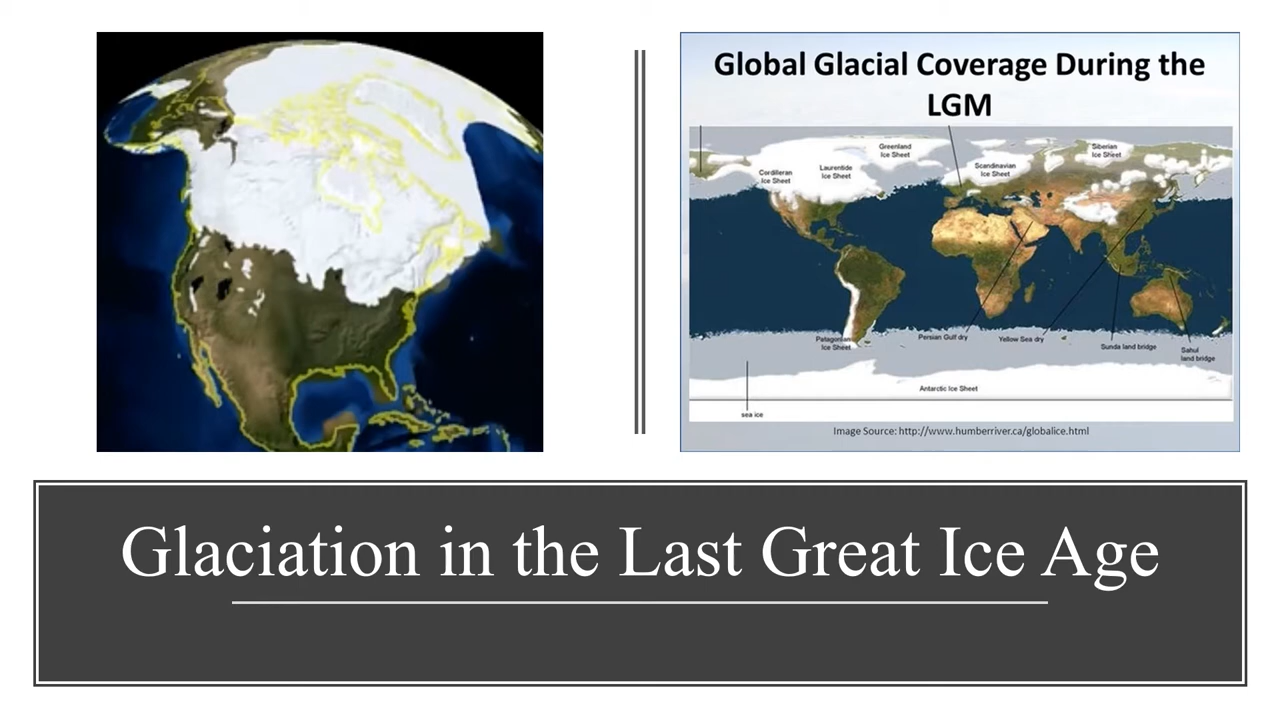 Global Glacial Coverage During the
LGM
Greenland
Ice Sheet
Siberian
Ice Sheet
Cordilleran
Ice Sheet
Laurentide
Ice Sheet
Scandinavian
Ice Sheet
Patagonian
Ice Sheet
Persian Gulf dry
Yellow Sea dry
Sunda land bridge
Sahul
land bridge
Antarctic Ice Sheet
sea ice
Image Source: http://www.humberriver.ca/globalice.html
Glaciation in the Last Great Ice Age